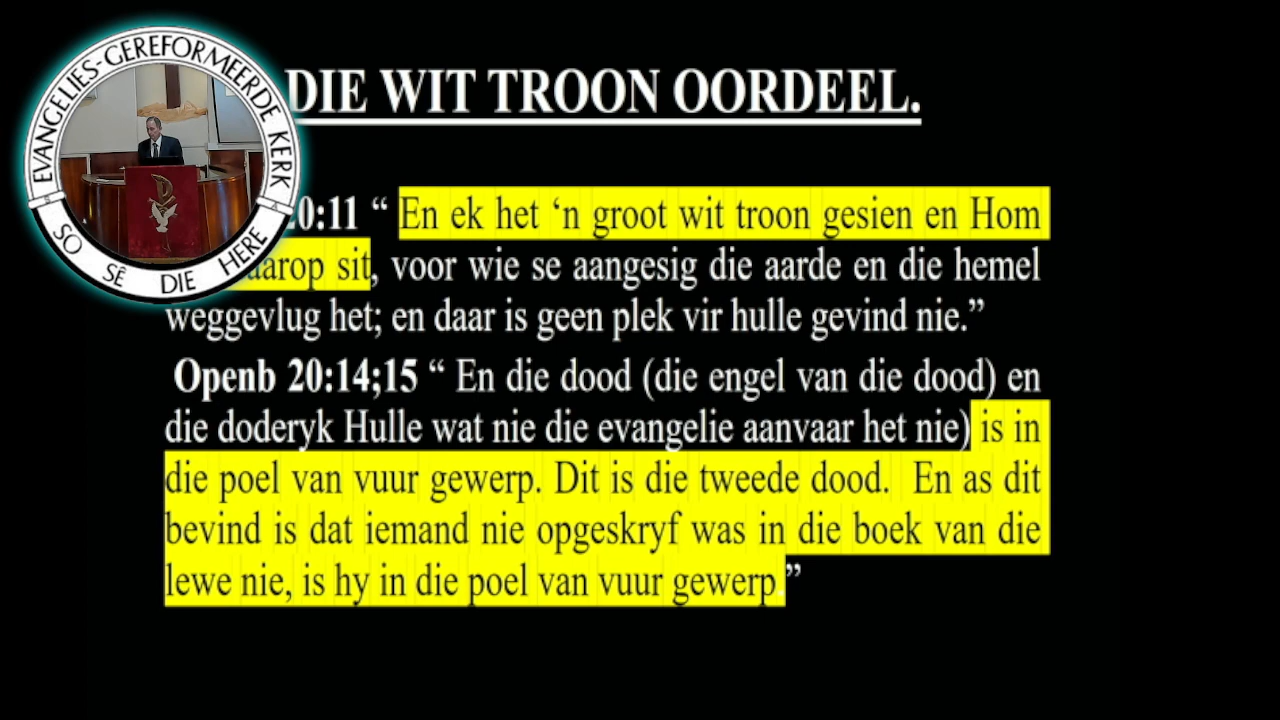 EVANGELIES-GEREFORMEERDE KERK
SO SÊ DIE HERE
DIE WIT TROON OORDEEL.
20:11 “ En ek het ‘n groot wit troon gesien en Hom
sit, voor wie se aangesig die aarde en die hemel
weggevlug het; en daar is geen plek vir hulle gevind nie.”
Openb 20:14;15 “ En die dood (die engel van die dood) en
die doderyk Hulle wat nie die evangelie aanvaar het nie) is in
die poel van vuur gewerp. Dit is die tweede dood. En as dit
bevind is dat iemand nie opgeskryf was in die boek van die
lewe nie, is hy in die poel van vuur gewerp.”